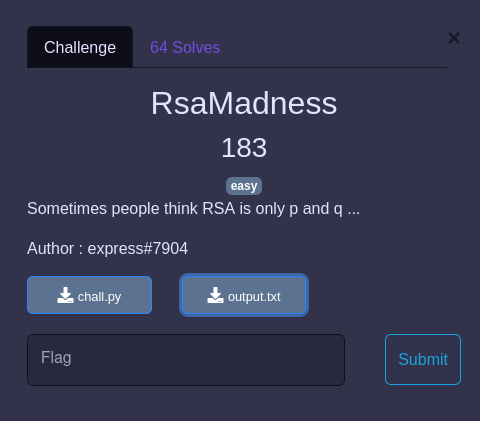 Challenge
64 Solves
×
RsaMadness
183
easy
Sometimes people think RSA is only p and q ...
Author : express#7904
chall.py
output.txt
Flag
Submit